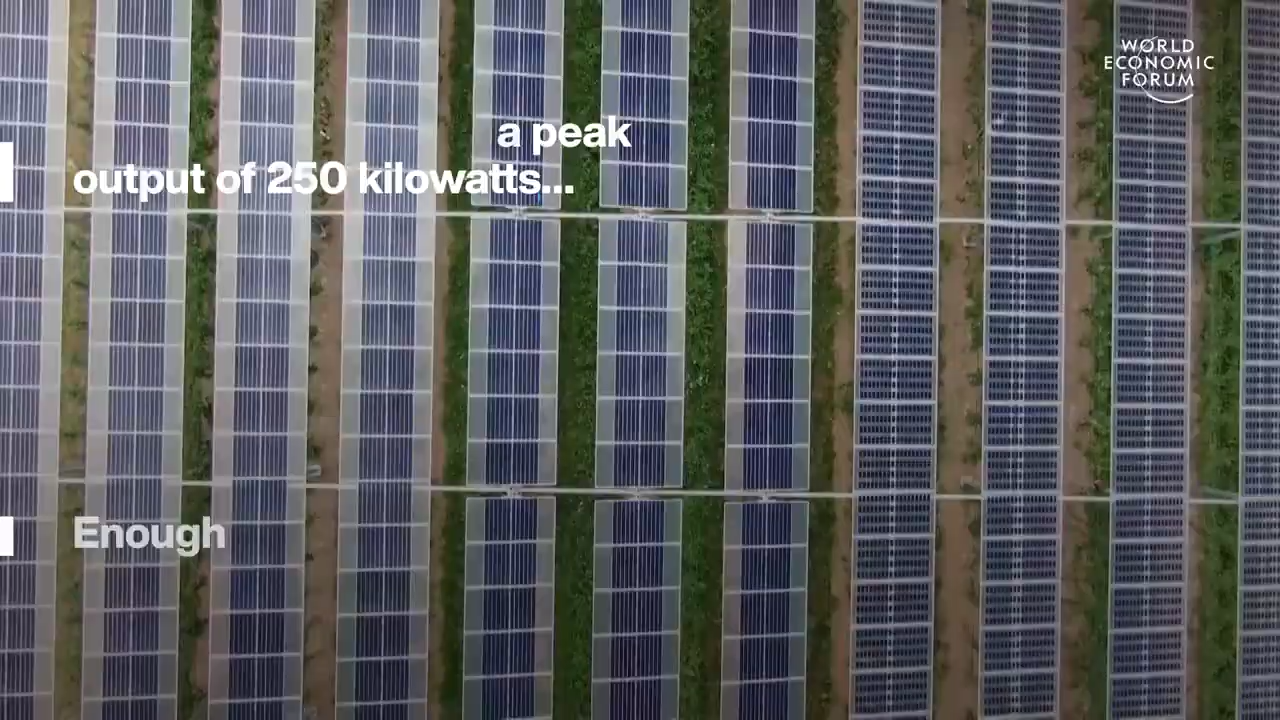 WORLD
ECONOMIC
FORUM
a peak
output of 250 kilowatts...
Enough